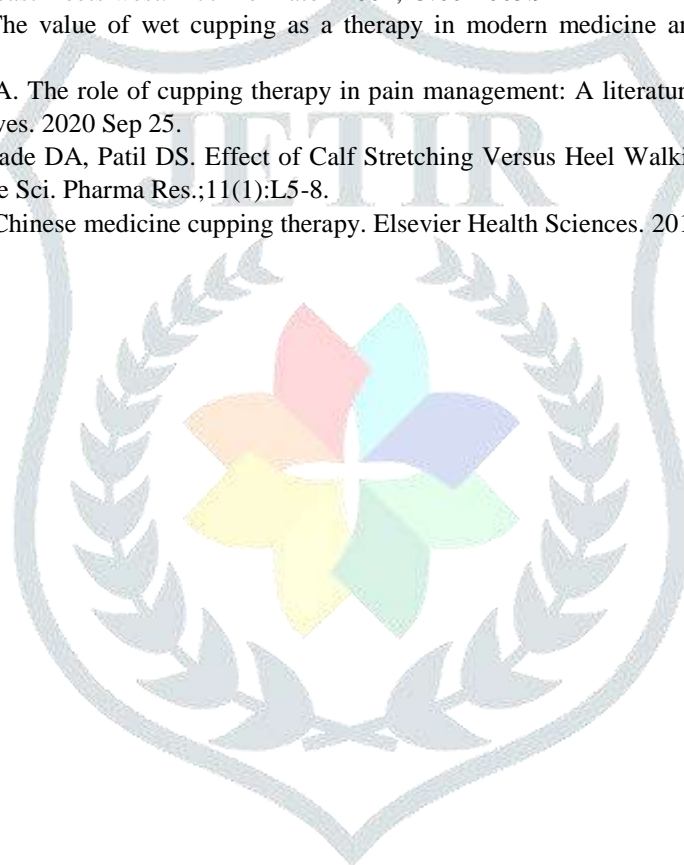 The value of wet cupping as a therapy in modern medicine an
A. The role of cupping therapy in pain management: A literatur
ves. 2020 Sep 25.
ade DA, Patil DS. Effect of Calf Stretching Versus Heel Walki
e Sci. Pharma Res.;11(1):L5-8.
Chinese medicine cupping therapy. Elsevier Health Sciences. 201
JETIR